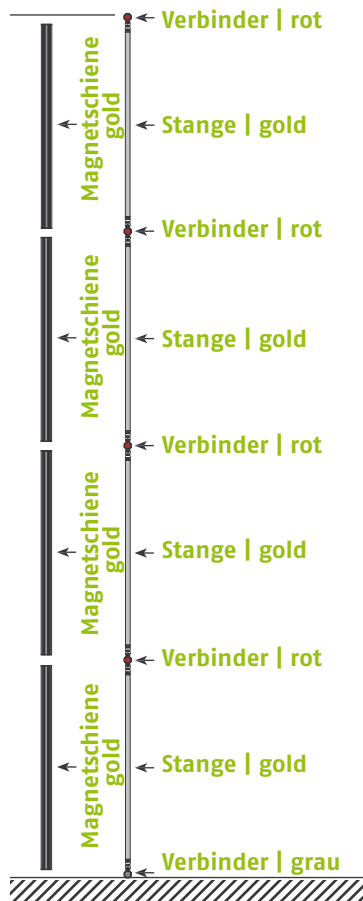 Verbinder | rot
Magnetschiene
gold
Stange | gold
Verbinder | rot
Magnetschiene
gold
Stange | gold
Verbinder | rot
Magnetschiene
gold
Stange | gold
Verbinder | rot
Magnetschiene
gold
Stange | gold
Verbinder | grau